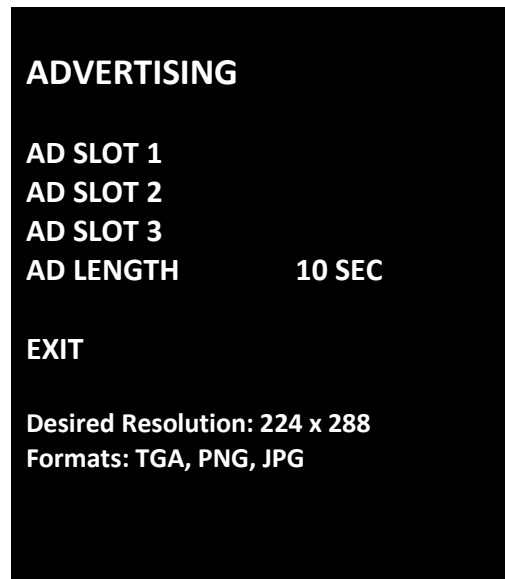 ADVERTISING
AD SLOT 1
AD SLOT 2
AD SLOT 3
AD LENGTH 10 SEC
EXIT
Desired Resolution: 224 x 288
Formats: TGA, PNG, JPG